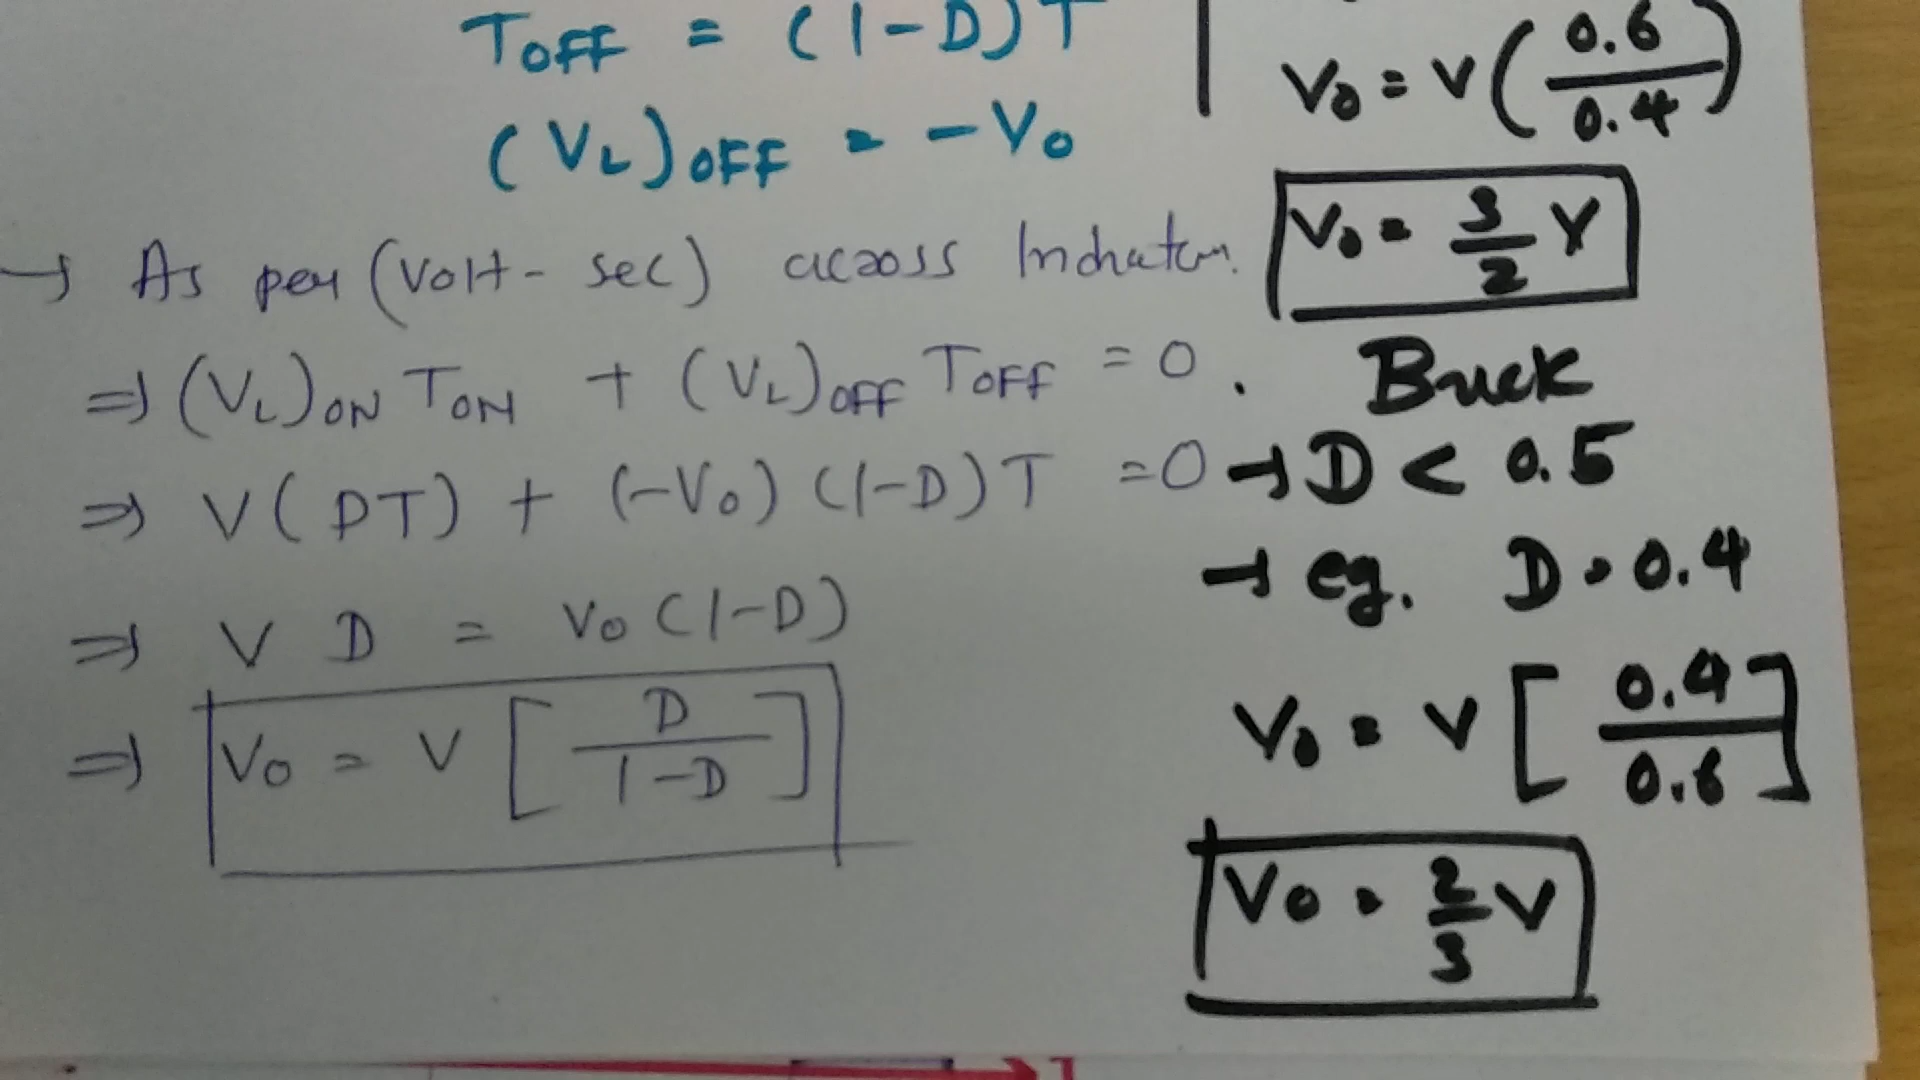 TOFF = (1-D)T
(VL)OFF = -Vo
→ As per (Volt-sec) across Inductor.
⇒ (VL)ON TON + (VL)OFF TOFF = 0.
⇒ V(DT) + (-Vo) (1-D)T = 0
⇒ V D = Vo (1-D)
⇒ Vo = V [D/1-D]
Vo = V(0.6/0.4)
Vo = 3/2 V
Buck
→ D < 0.5
→ eg. D = 0.4
Vo = V [0.4/0.6]
Vo = 2/3 V